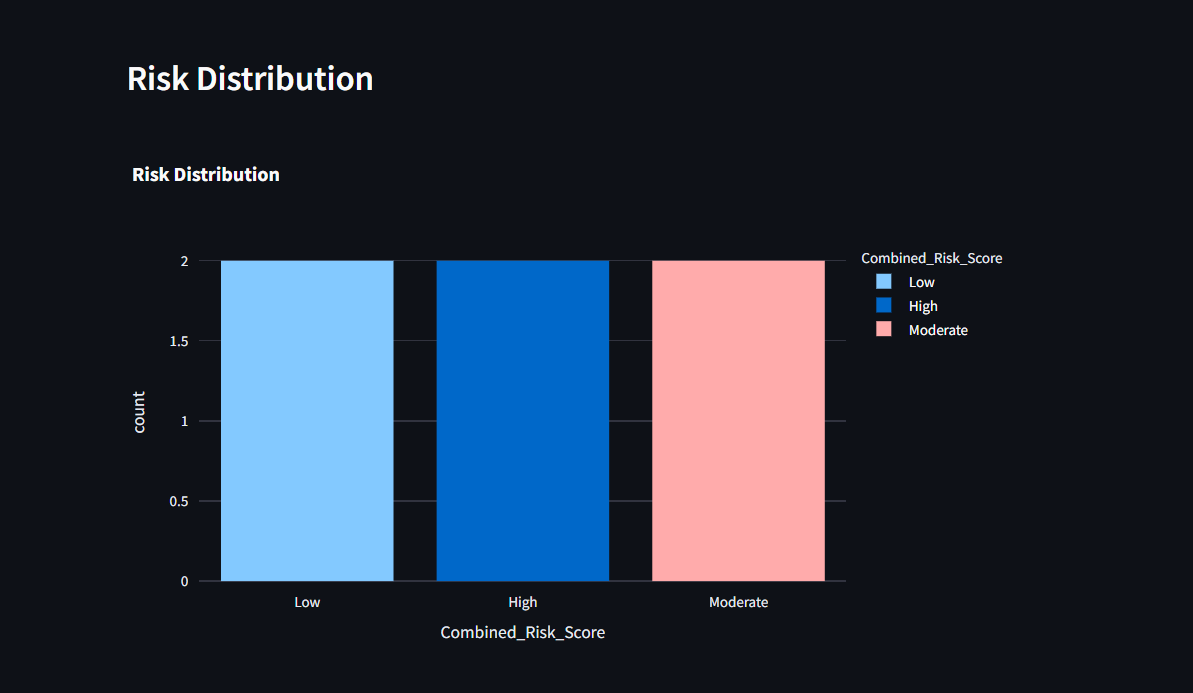 Risk Distribution
Risk Distribution
2
1.5
1
0.5
0
count
Low
High
Moderate
Combined_Risk_Score
Combined_Risk_Score
Low
High
Moderate